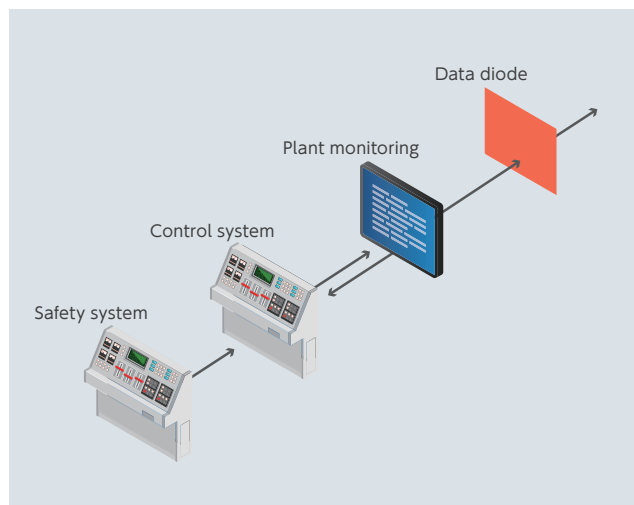 Data diode
Plant monitoring
Control system
Safety system